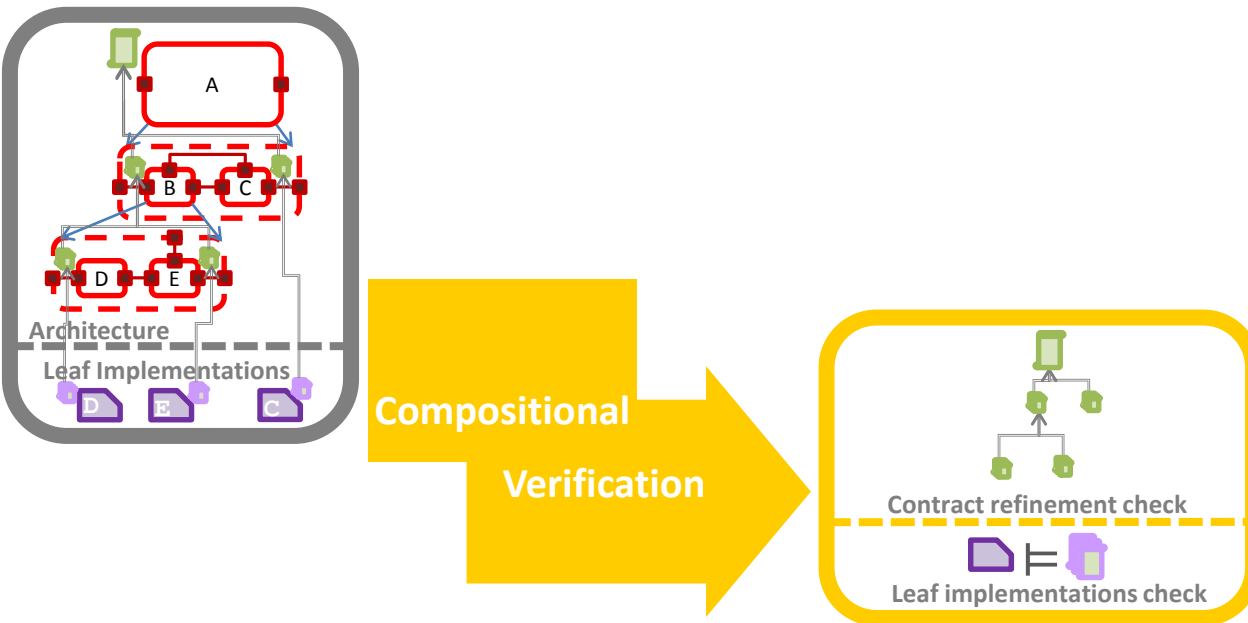 A
B
C
D
E
Architecture
Leaf Implementations
D
E
C
Compositional
Verification
Contract refinement check
Leaf implementations check